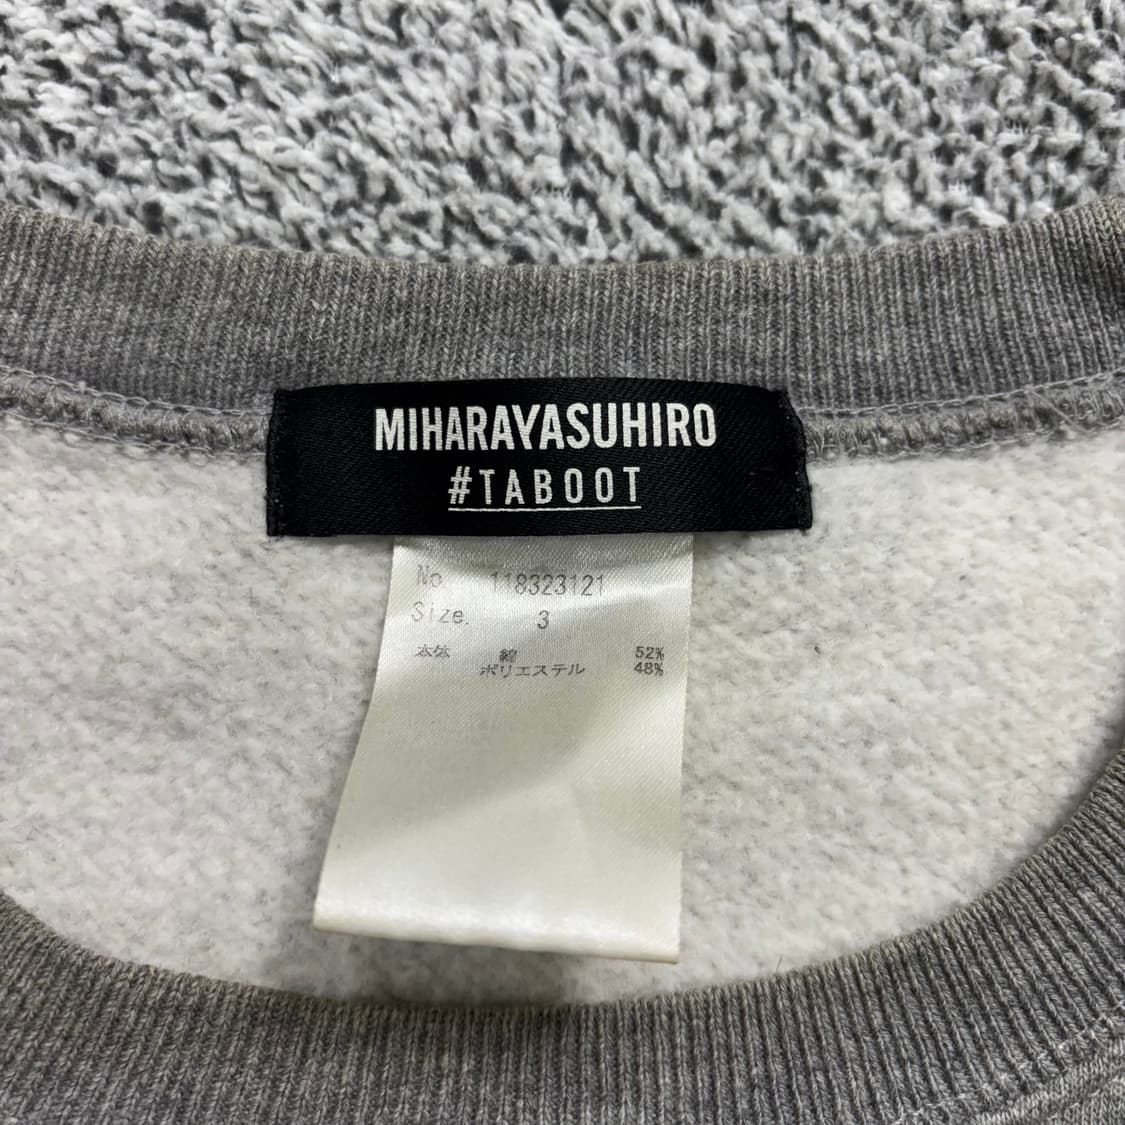 MIHARAYASUHIRO
#TABOOT
No. 118323121
Size. 3
本体 綿 52%
ポリエステル 48%